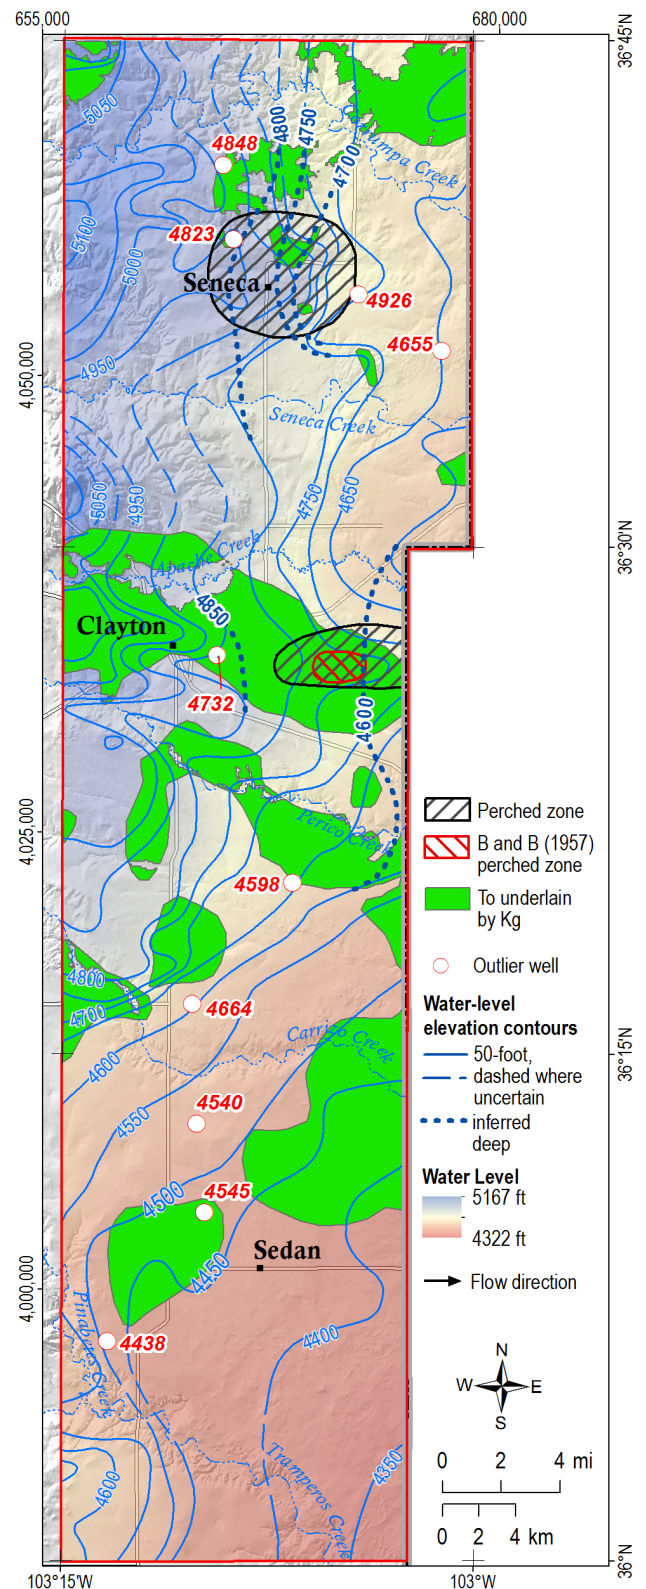 655,000
680,000
36°45'N
5050
4800
4750
4848
Corrumpa Creek
4700
5100
4823
5000
Seneca
4926
4655
4950
4,050,000
Seneca Creek
5050
4950
4750
4650
36°30'N
Apache Creek
4850
Clayton
4732
4600
Perched zone
B and B (1957)
perched zone
Perico Creek
4,025,000
4598
To underlain
by Kg
Outlier well
4800
4700
4664
Water-level
elevation contours
Carrizo Creek
50-foot,
dashed where
uncertain
36°15'N
4600
4540
4550
inferred
deep
4545
4500
Water Level
5167 ft
4322 ft
Sedan
4450
Flow direction
4,000,000
Pinabetes Creek
4438
4400
N
W
E
S
0 2 4 mi
4350
4600
Tramperos Creek
0 2 4 km
36°N
103°15'W
103°W